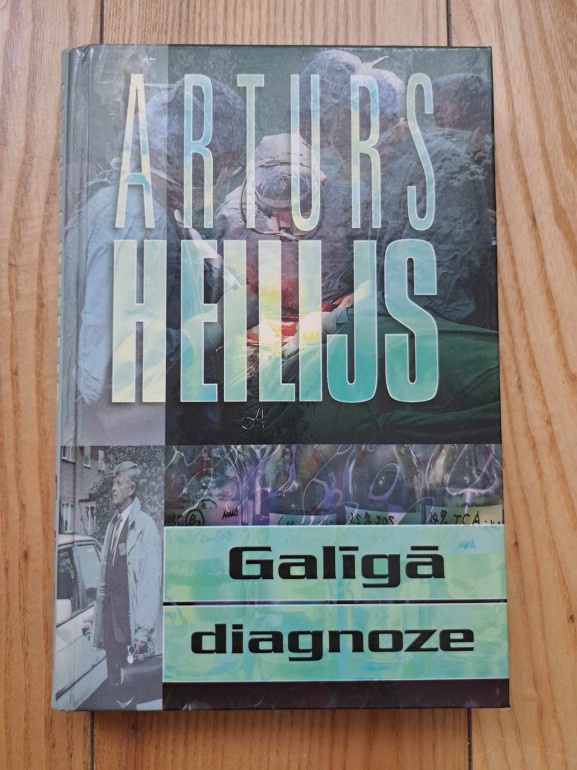 ARTURS
HEILIJS
Galīgā
diagnoze